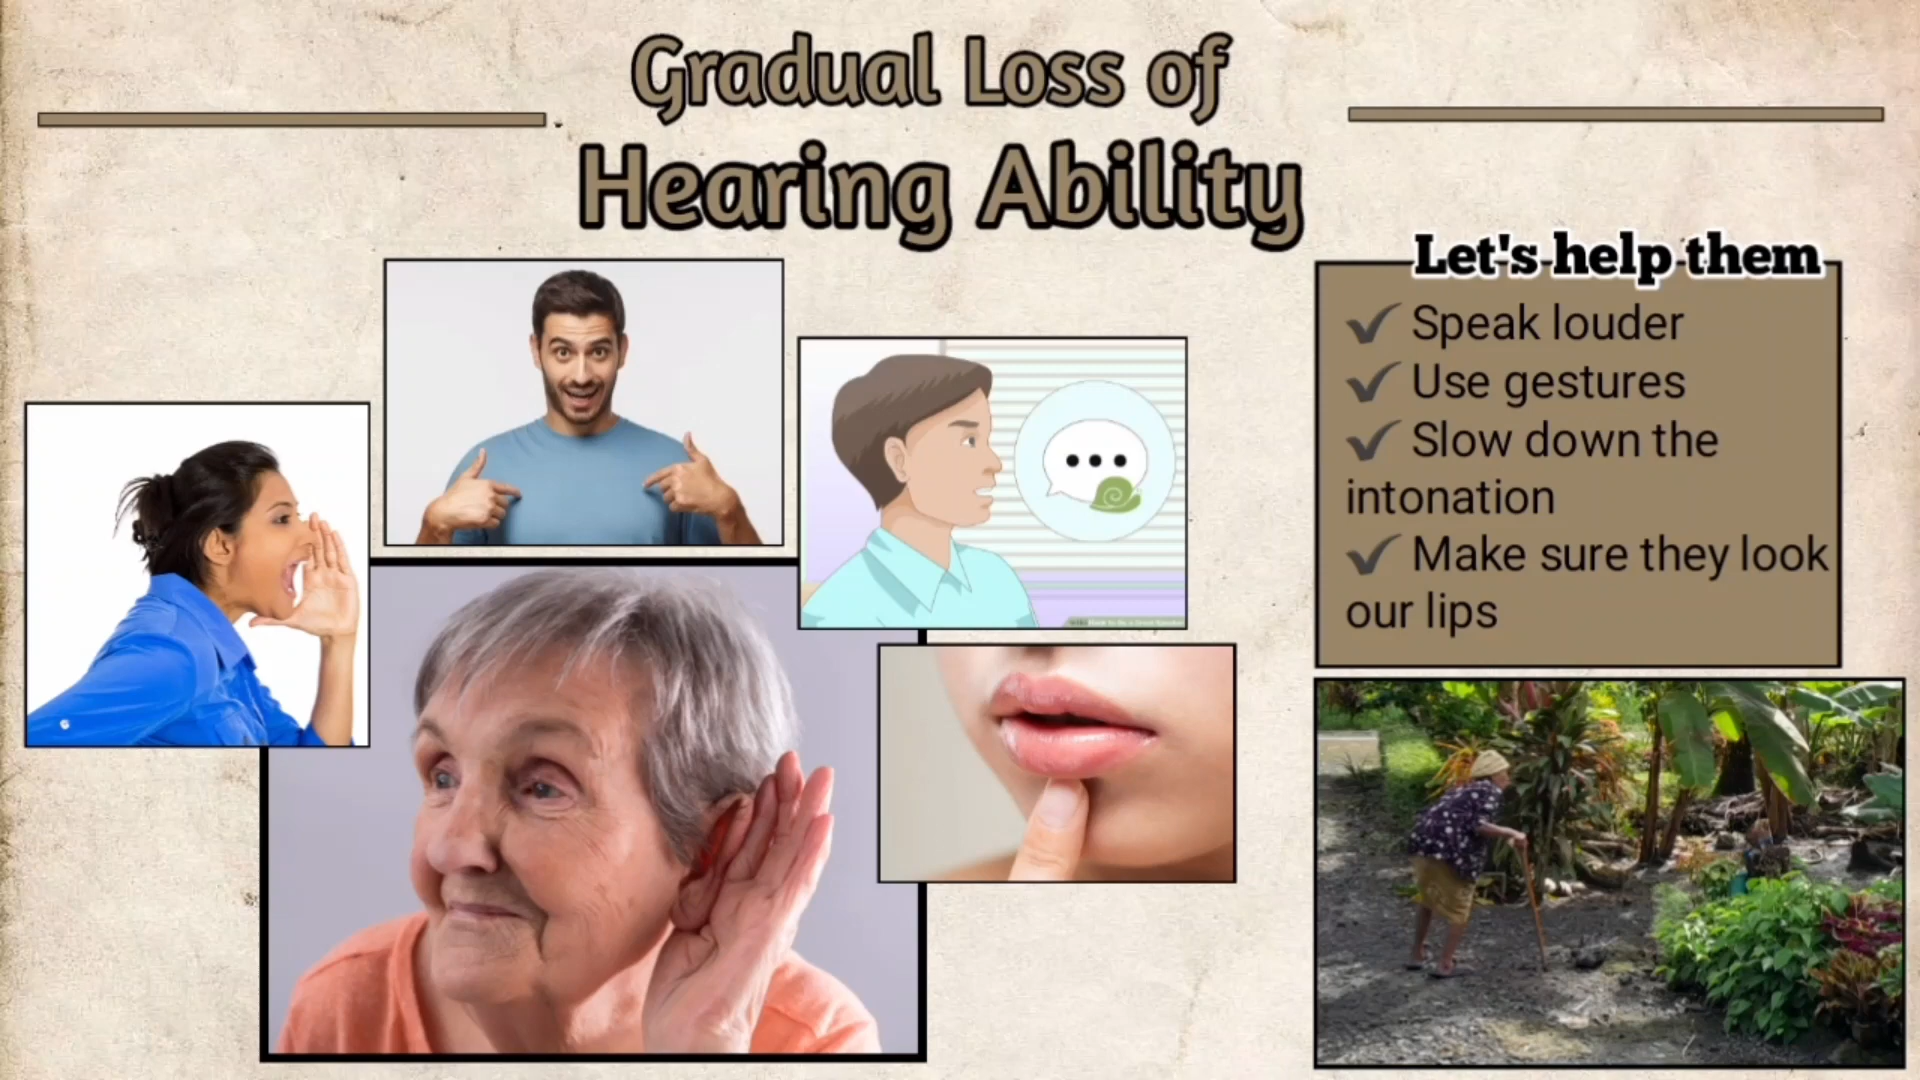 Gradual Loss of
Hearing Ability
Let's help them
✔ Speak louder
✔ Use gestures
✔ Slow down the
intonation
✔ Make sure they look
our lips